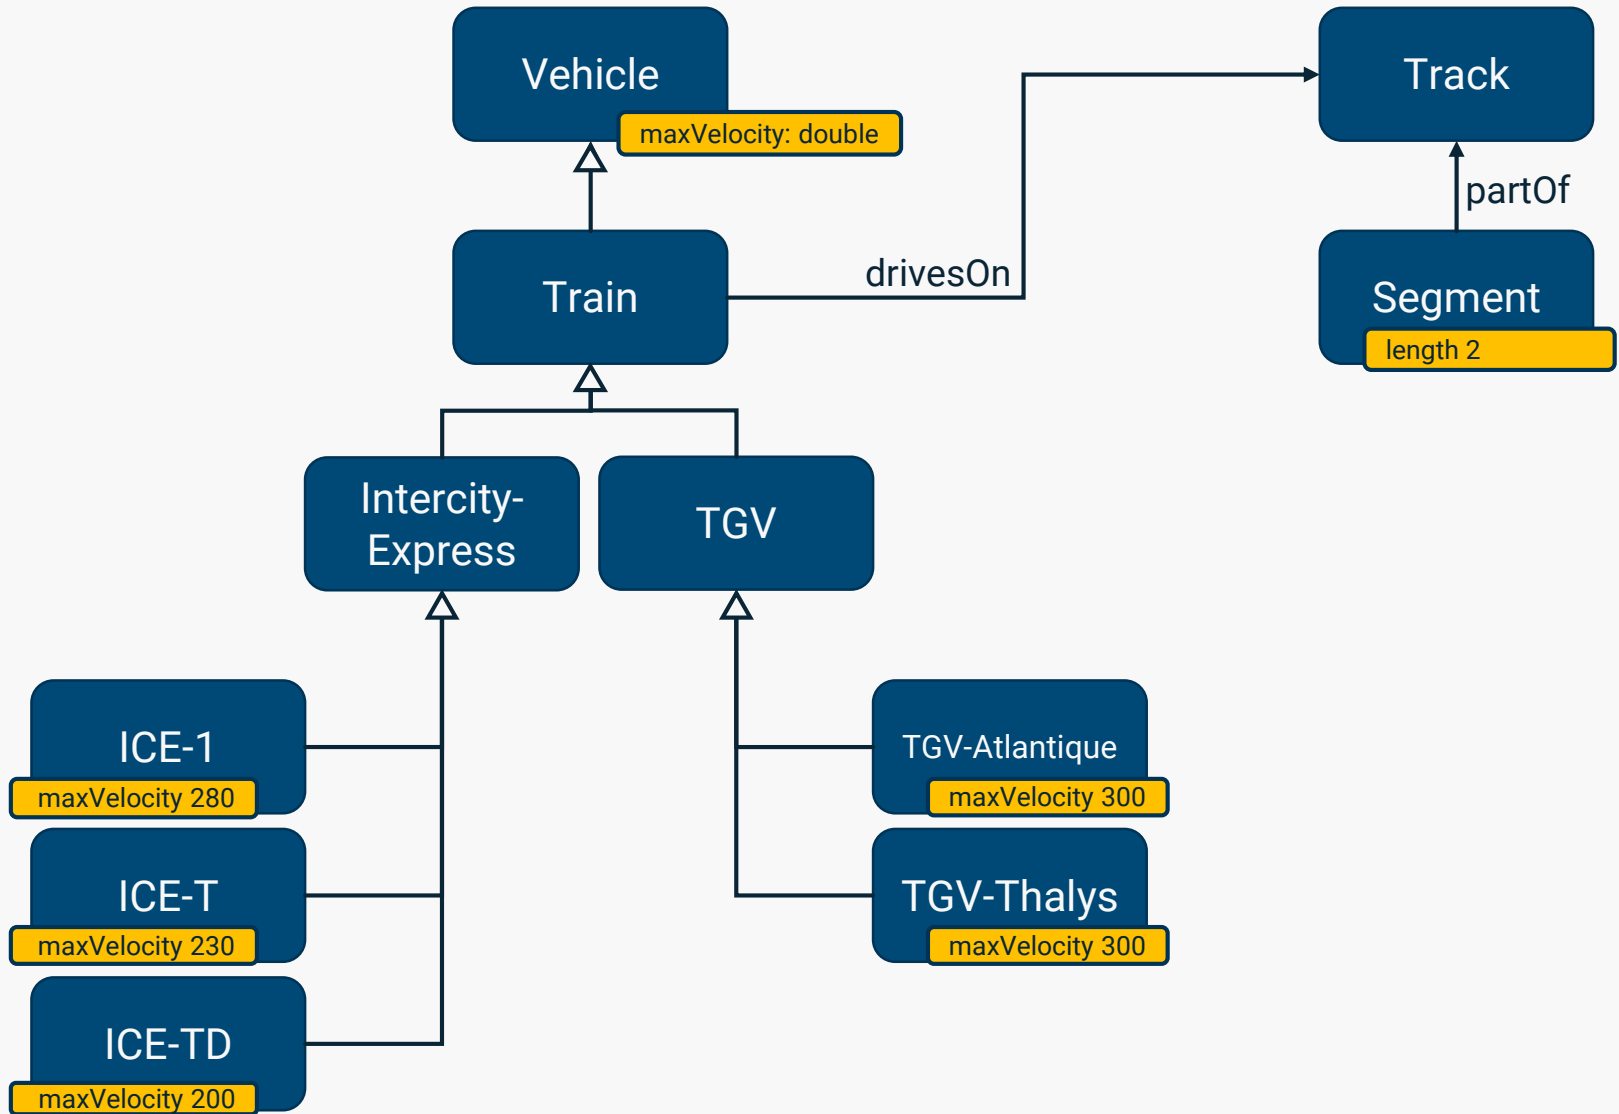 Vehicle
maxVelocity: double
Track
partOf
drivesOn
Train
Segment
length 2
Intercity-
Express
TGV
ICE-1
maxVelocity 280
TGV-Atlantique
maxVelocity 300
ICE-T
maxVelocity 230
TGV-Thalys
maxVelocity 300
ICE-TD
maxVelocity 200